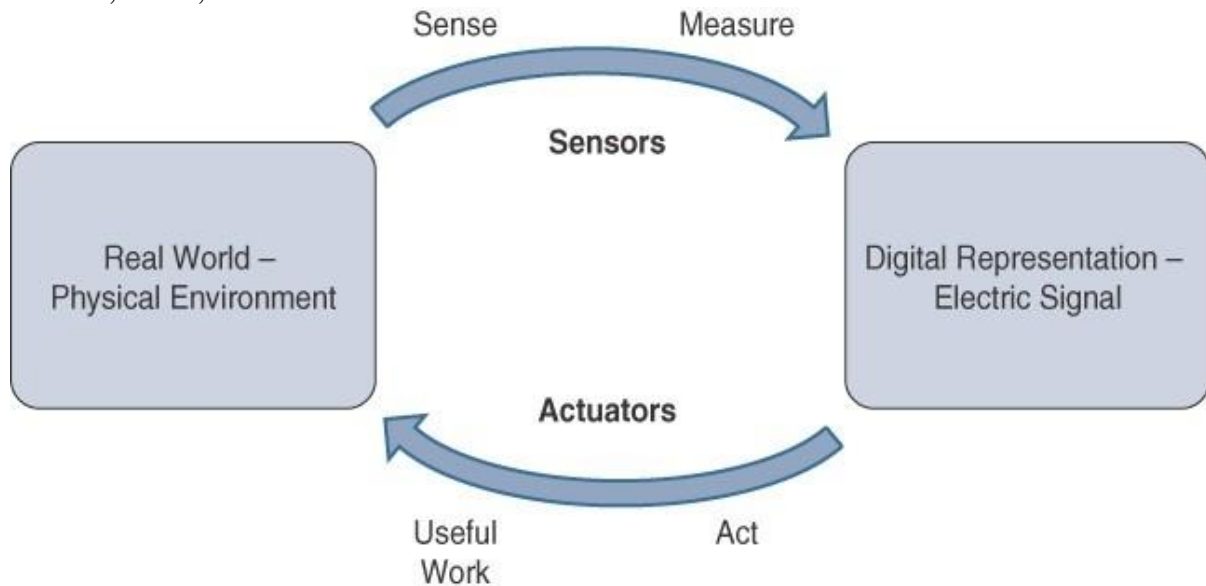 Sense Measure
Sensors
Real World –
Physical Environment
Digital Representation –
Electric Signal
Actuators
Useful
Work
Act